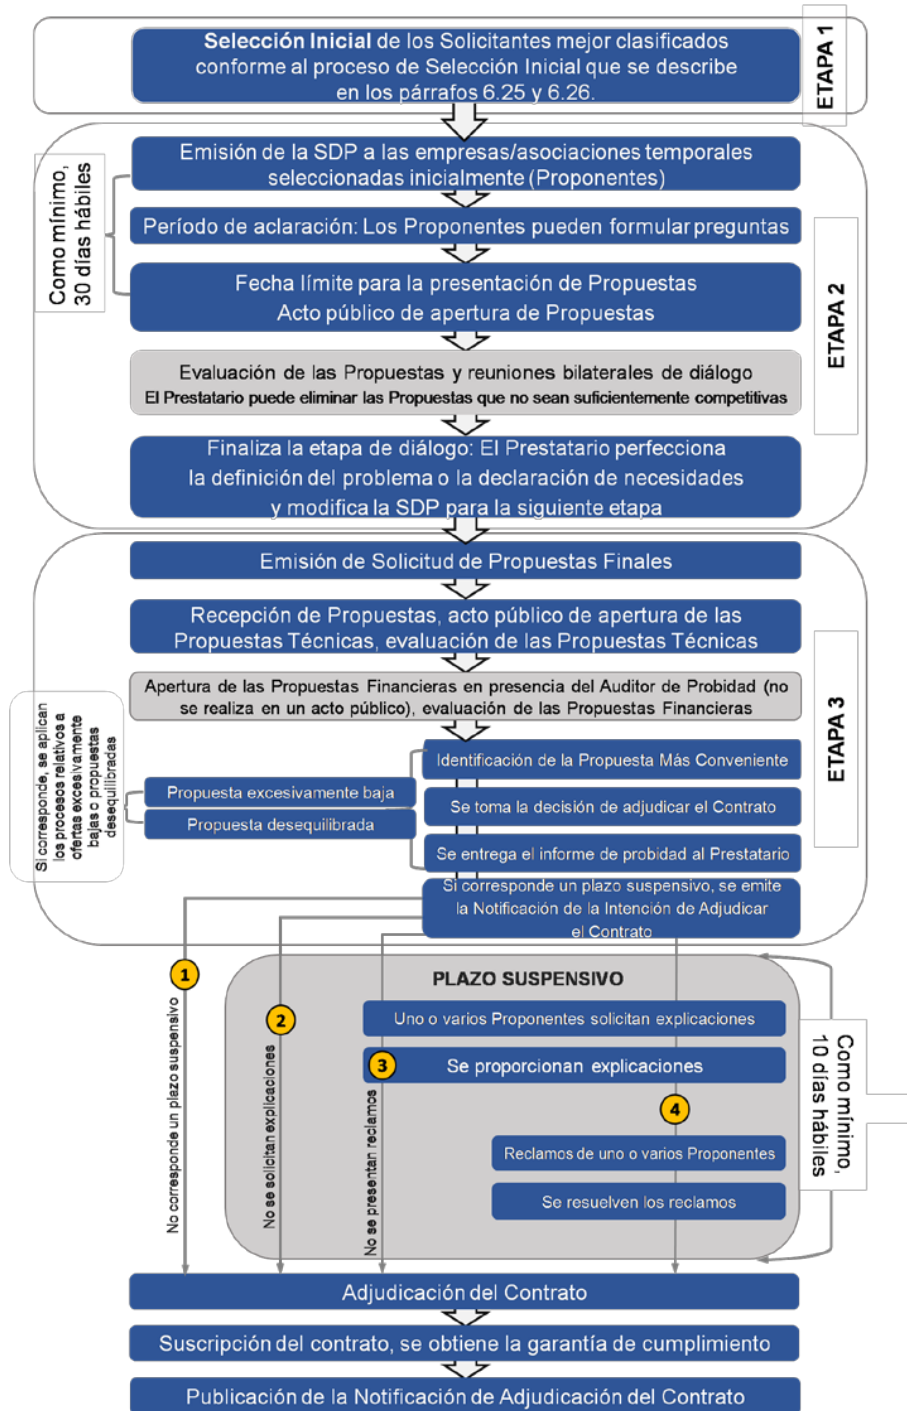 Selección Inicial de los Solicitantes mejor clasificados
conforme al proceso de Selección Inicial que se describe
en los párrafos 6.25 y 6.26.
ETAPA 1
Emisión de la SDP a las empresas/asociaciones temporales
seleccionadas inicialmente (Proponentes)
Como mínimo,
30 días hábiles
Período de aclaración: Los Proponentes pueden formular preguntas
Fecha límite para la presentación de Propuestas
Acto público de apertura de Propuestas
ETAPA 2
Evaluación de las Propuestas y reuniones bilaterales de diálogo
El Prestatario puede eliminar las Propuestas que no sean suficientemente competitivas
Finaliza la etapa de diálogo: El Prestatario perfecciona
la definición del problema o la declaración de necesidades
y modifica la SDP para la siguiente etapa
Emisión de Solicitud de Propuestas Finales
Recepción de Propuestas, acto público de apertura de las
Propuestas Técnicas, evaluación de las Propuestas Técnicas
Apertura de las Propuestas Financieras en presencia del Auditor de Probidad (no
se realiza en un acto público), evaluación de las Propuestas Financieras
ETAPA 3
Si corresponde, se aplican
los procesos relativos a
ofertas excesivamente
bajas o propuestas
desequilibradas
Propuesta excesivamente baja
Propuesta desequilibrada
Identificación de la Propuesta Más Conveniente
Se toma la decisión de adjudicar el Contrato
Se entrega el informe de probidad al Prestatario
Si corresponde un plazo suspensivo, se emite
la Notificación de la Intención de Adjudicar
el Contrato
1
No corresponde un plazo suspensivo
2
No se solicitan explicaciones
PLAZO SUSPENSIVO
Uno o varios Proponentes solicitan explicaciones
3
Se proporcionan explicaciones
No se presentan reclamos
4
Reclamos de uno o varios Proponentes
Se resuelven los reclamos
Como mínimo,
10 días hábiles
Adjudicación del Contrato
Suscripción del contrato, se obtiene la garantía de cumplimiento
Publicación de la Notificación de Adjudicación del Contrato